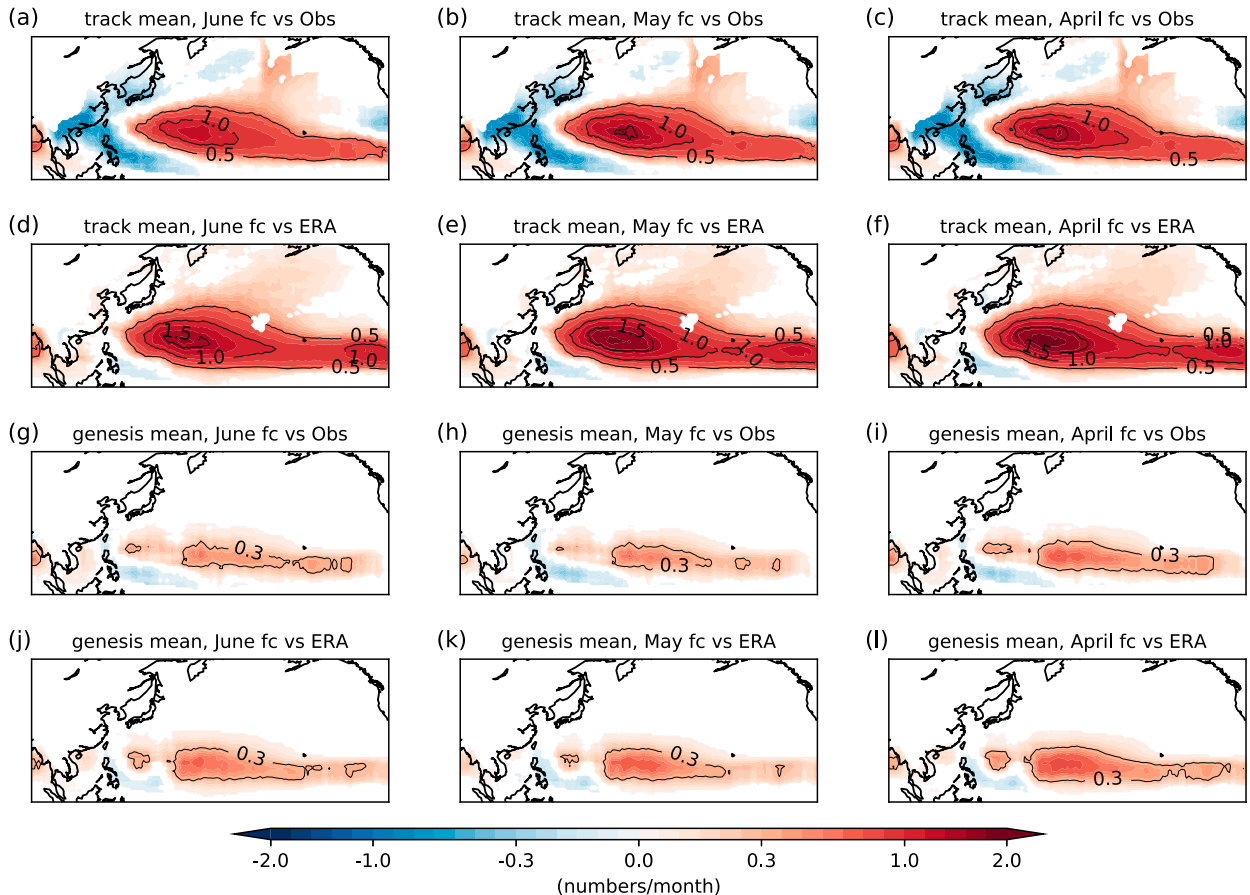 (a) track mean, June fc vs Obs
(b) track mean, May fc vs Obs
(c) track mean, April fc vs Obs
1.0
0.5
1.0
0.5
1.0
0.5
(d) track mean, June fc vs ERA
(e) track mean, May fc vs ERA
(f) track mean, April fc vs ERA
1.5
1.0
0.5
1.0
0.5
1.5
1.0
0.5
1.0
0.5
1.5
1.0
0.5
1.0
0.5
(g) genesis mean, June fc vs Obs
(h) genesis mean, May fc vs Obs
(i) genesis mean, April fc vs Obs
0.3
0.3
0.3
(j) genesis mean, June fc vs ERA
(k) genesis mean, May fc vs ERA
(l) genesis mean, April fc vs ERA
0.3
0.3
0.3
-2.0 -1.0 -0.3 0.0 0.3 1.0 2.0
(numbers/month)